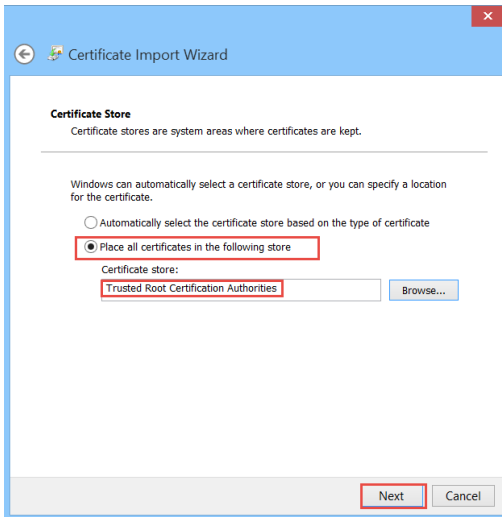 Certificate Import Wizard
Certificate Store
Certificate stores are system areas where certificates are kept.
Windows can automatically select a certificate store, or you can specify a location
for the certificate.
Automatically select the certificate store based on the type of certificate
Place all certificates in the following store
Certificate store:
Trusted Root Certification Authorities
Browse...
Next
Cancel